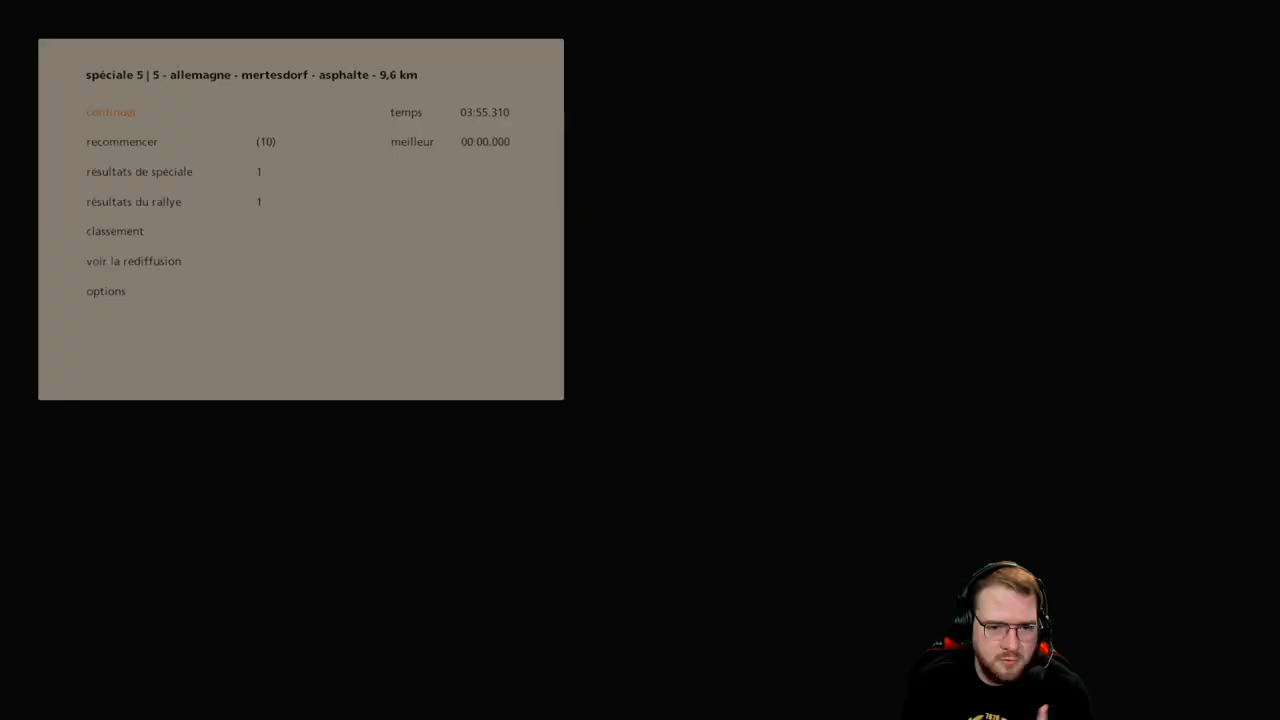 spéciale 5 | 5 - allemagne - mertesdorf - asphalte - 9,6 km
continuer temps 03:55.310
recommencer (10) meilleur 00:00.000
résultats de spéciale 1
résultats du rallye 1
classement
voir la rediffusion
options